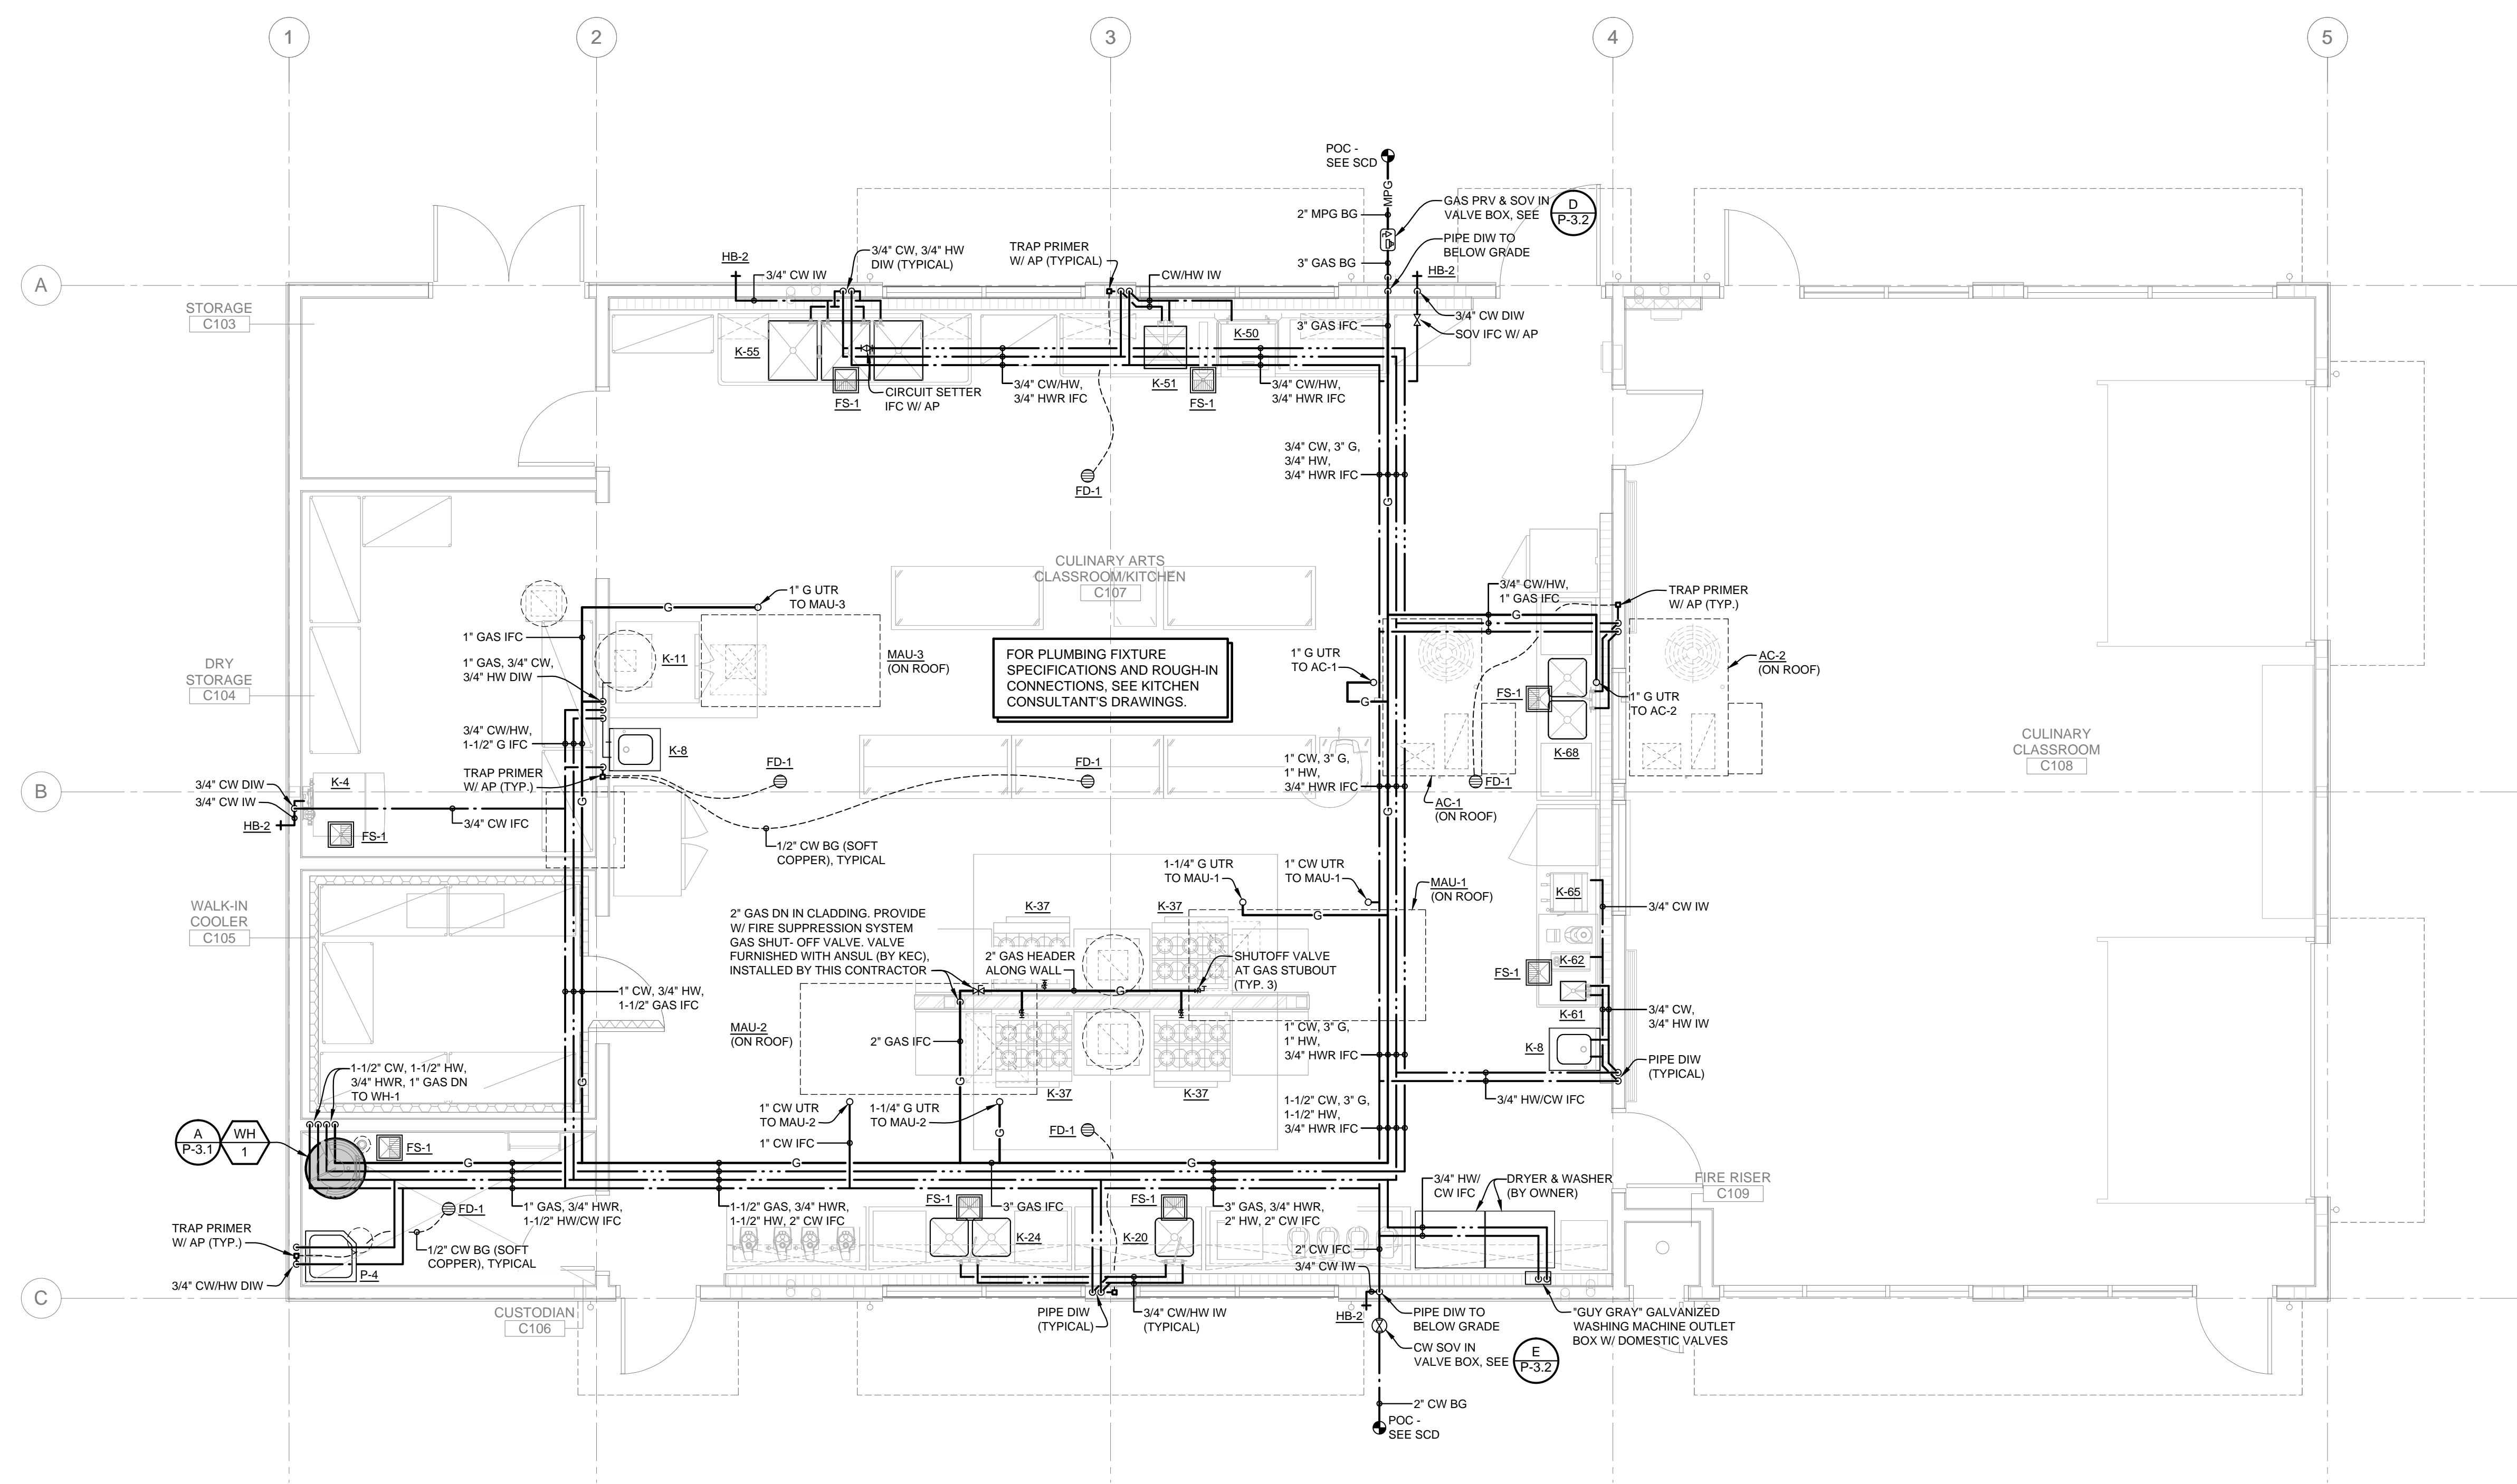 1
2
3
4
5
A
B
C
POC -
SEE SCD
MPG
2" MPG BG
GAS PRV & SOV IN
VALVE BOX, SEE
D
P-3.2
PIPE DIW TO
BELOW GRADE
3" GAS BG
HB-2
3/4" CW IW
3/4" CW, 3/4" HW
DIW (TYPICAL)
TRAP PRIMER
W/ AP (TYPICAL)
CW/HW IW
HB-2
3/4" CW DIW
SOV IFC W/ AP
3" GAS IFC
STORAGE
C103
K-55
K-51
K-50
FS-1
FS-1
CIRCUIT SETTER
IFC W/ AP
3/4" CW/HW,
3/4" HWR IFC
3/4" CW/HW,
3/4" HWR IFC
3/4" CW, 3" G,
3/4" HW,
3/4" HWR IFC
FD-1
G
CULINARY ARTS
CLASSROOM/KITCHEN
C107
1" G UTR
TO MAU-3
G
1" GAS IFC
K-11
MAU-3
(ON ROOF)
1" GAS, 3/4" CW,
3/4" HW DIW
DRY
STORAGE
C104
FOR PLUMBING FIXTURE
SPECIFICATIONS AND ROUGH-IN
CONNECTIONS, SEE KITCHEN
CONSULTANT'S DRAWINGS.
1" G UTR
TO AC-1
G
3/4" CW/HW,
1" GAS IFC
G
TRAP PRIMER
W/ AP (TYP.)
AC-2
(ON ROOF)
FS-1
1" G UTR
TO AC-2
K-68
CULINARY
CLASSROOM
C108
3/4" CW/HW,
1-1/2" G IFC
K-8
TRAP PRIMER
W/ AP (TYP.)
FD-1
FD-1
1" CW, 3" G,
1" HW,
3/4" HWR IFC
FD-1
G
G
AC-1
(ON ROOF)
3/4" CW DIW
3/4" CW IW
HB-2
K-4
FS-1
3/4" CW IFC
1/2" CW BG (SOFT
COPPER), TYPICAL
1-1/4" G UTR
TO MAU-1
1" CW UTR
TO MAU-1
MAU-1
(ON ROOF)
G
K-65
3/4" CW IW
K-62
FS-1
K-61
3/4" CW,
3/4" HW IW
K-8
PIPE DIW
(TYPICAL)
3/4" HW/CW IFC
WALK-IN
COOLER
C105
2" GAS DN IN CLADDING. PROVIDE
W/ FIRE SUPPRESSION SYSTEM
GAS SHUT- OFF VALVE. VALVE
FURNISHED WITH ANSUL (BY KEC),
INSTALLED BY THIS CONTRACTOR
K-37
K-37
2" GAS HEADER
ALONG WALL
G
SHUTOFF VALVE
AT GAS STUBOUT
(TYP. 3)
1" CW, 3/4" HW,
1-1/2" GAS IFC
MAU-2
(ON ROOF)
2" GAS IFC
1" CW, 3" G,
1" HW,
3/4" HWR IFC
G
G
K-37
K-37
1-1/2" CW, 1-1/2" HW,
3/4" HWR, 1" GAS DN
TO WH-1
A
P-3.1
WH
1
1" CW UTR
TO MAU-2
1-1/4" G UTR
TO MAU-2
1" CW IFC
G
FD-1
1-1/2" CW, 3" G,
1-1/2" HW,
3/4" HWR IFC
FS-1
G
G
G
FD-1
1" GAS, 3/4" HWR,
1-1/2" HW/CW IFC
1-1/2" GAS, 3/4" HWR,
1-1/2" HW, 2" CW IFC
FS-1
3" GAS IFC
FS-1
3" GAS, 3/4" HWR,
2" HW, 2" CW IFC
3/4" HW/
CW IFC
DRYER & WASHER
(BY OWNER)
FIRE RISER
C109
TRAP PRIMER
W/ AP (TYP.)
1/2" CW BG (SOFT
COPPER), TYPICAL
P-4
3/4" CW/HW DIW
CUSTODIAN
C106
K-24
K-20
2" CW IFC
3/4" CW IW
HB-2
PIPE DIW
(TYPICAL)
3/4" CW/HW IW
(TYPICAL)
PIPE DIW TO
BELOW GRADE
CW SOV IN
VALVE BOX, SEE
E
P-3.2
"GUY GRAY" GALVANIZED
WASHING MACHINE OUTLET
BOX W/ DOMESTIC VALVES
2" CW BG
POC -
SEE SCD